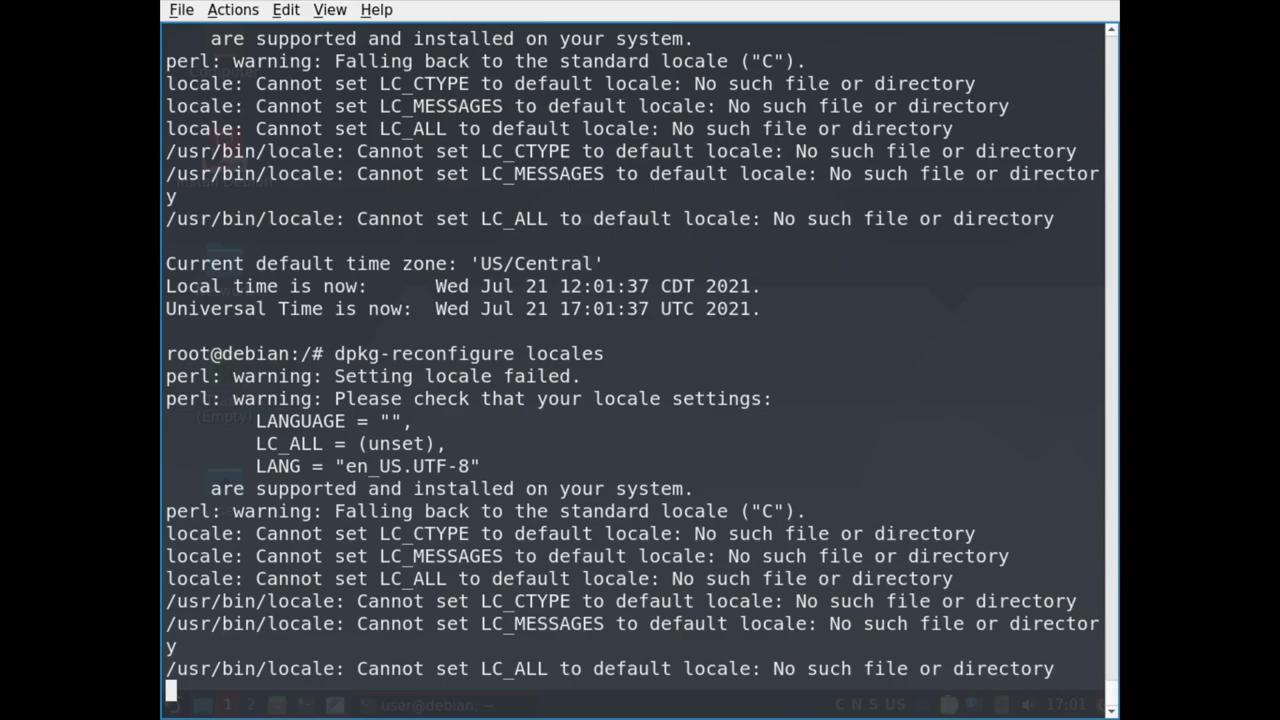 File Actions Edit View Help
are supported and installed on your system.
perl: warning: Falling back to the standard locale ("C").
locale: Cannot set LC_CTYPE to default locale: No such file or directory
locale: Cannot set LC_MESSAGES to default locale: No such file or directory
locale: Cannot set LC_ALL to default locale: No such file or directory
/usr/bin/locale: Cannot set LC_CTYPE to default locale: No such file or directory
/usr/bin/locale: Cannot set LC_MESSAGES to default locale: No such file or director
y
/usr/bin/locale: Cannot set LC_ALL to default locale: No such file or directory
Current default time zone: 'US/Central'
Local time is now:      Wed Jul 21 12:01:37 CDT 2021.
Universal Time is now:  Wed Jul 21 17:01:37 UTC 2021.
root@debian:/# dpkg-reconfigure locales
perl: warning: Setting locale failed.
perl: warning: Please check that your locale settings:
LANGUAGE = "",
LC_ALL = (unset),
LANG = "en_US.UTF-8"
are supported and installed on your system.
perl: warning: Falling back to the standard locale ("C").
locale: Cannot set LC_CTYPE to default locale: No such file or directory
locale: Cannot set LC_MESSAGES to default locale: No such file or directory
locale: Cannot set LC_ALL to default locale: No such file or directory
/usr/bin/locale: Cannot set LC_CTYPE to default locale: No such file or directory
/usr/bin/locale: Cannot set LC_MESSAGES to default locale: No such file or director
y
/usr/bin/locale: Cannot set LC_ALL to default locale: No such file or directory
1 2 user@debian: ~ C N S US 17:01